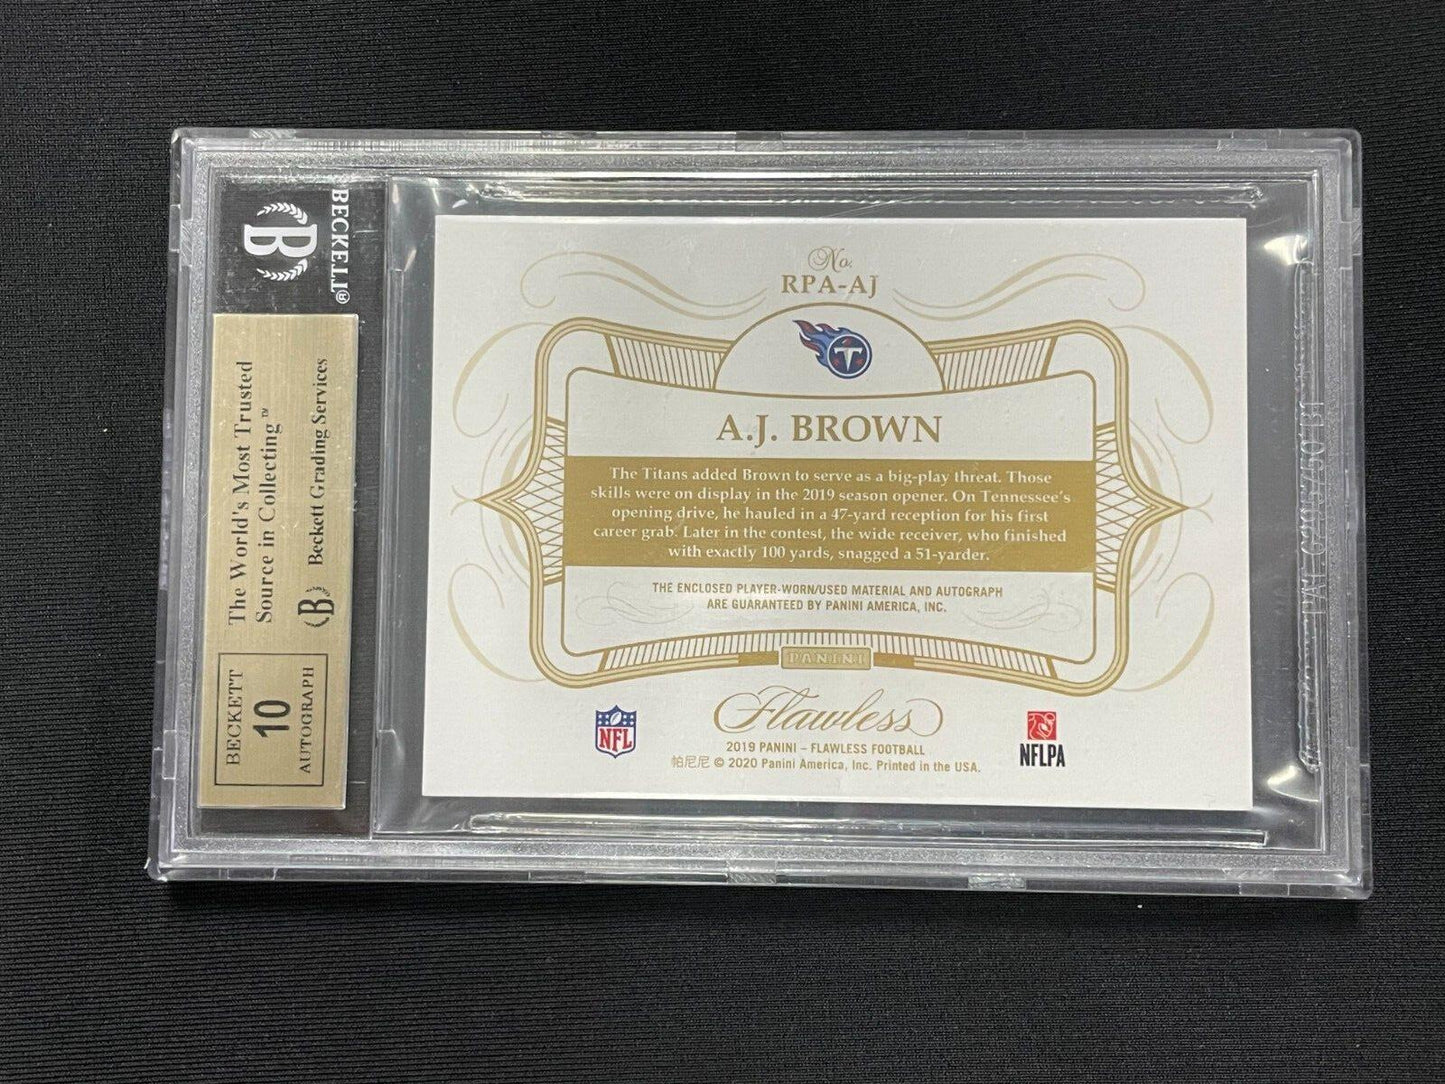 BECKETT®
B
The World's Most Trusted
Source in Collecting™
Beckett Grading Services
B
BECKETT
10
AUTOGRAPH
No.
RPA-AJ
T
A.J. BROWN
The Titans added Brown to serve as a big-play threat. Those
skills were on display in the 2019 season opener. On Tennessee's
opening drive, he hauled in a 47-yard reception for his first
career grab. Later in the contest, the wide receiver, who finished
with exactly 100 yards, snagged a 51-yarder.
THE ENCLOSED PLAYER-WORN/USED MATERIAL AND AUTOGRAPH
ARE GUARANTEED BY PANINI AMERICA, INC.
PANINI
Flawless
NFL
2019 PANINI – FLAWLESS FOOTBALL
帕尼尼 © 2020 Panini America, Inc. Printed in the USA.
NFLPA